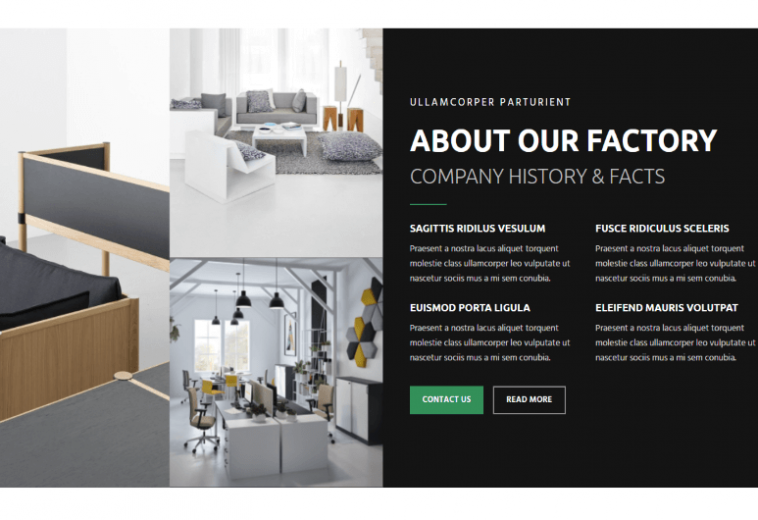 ULLAMCORPER PARTURIENT
ABOUT OUR FACTORY
COMPANY HISTORY & FACTS
SAGITTIS RIDILUS VESULUM
Praesent a nostra lacus aliquet torquent
molestie class ullamcorper leo vulputate ut
nascetur sociis mus a mi sem conubia.
FUSCE RIDICULUS SCELERIS
Praesent a nostra lacus aliquet torquent
molestie class ullamcorper leo vulputate ut
nascetur sociis mus a mi sem conubia.
EUISMOD PORTA LIGULA
Praesent a nostra lacus aliquet torquent
molestie class ullamcorper leo vulputate ut
nascetur sociis mus a mi sem conubia.
ELEIFEND MAURIS VOLUTPAT
Praesent a nostra lacus aliquet torquent
molestie class ullamcorper leo vulputate ut
nascetur sociis mus a mi sem conubia.
CONTACT US
READ MORE